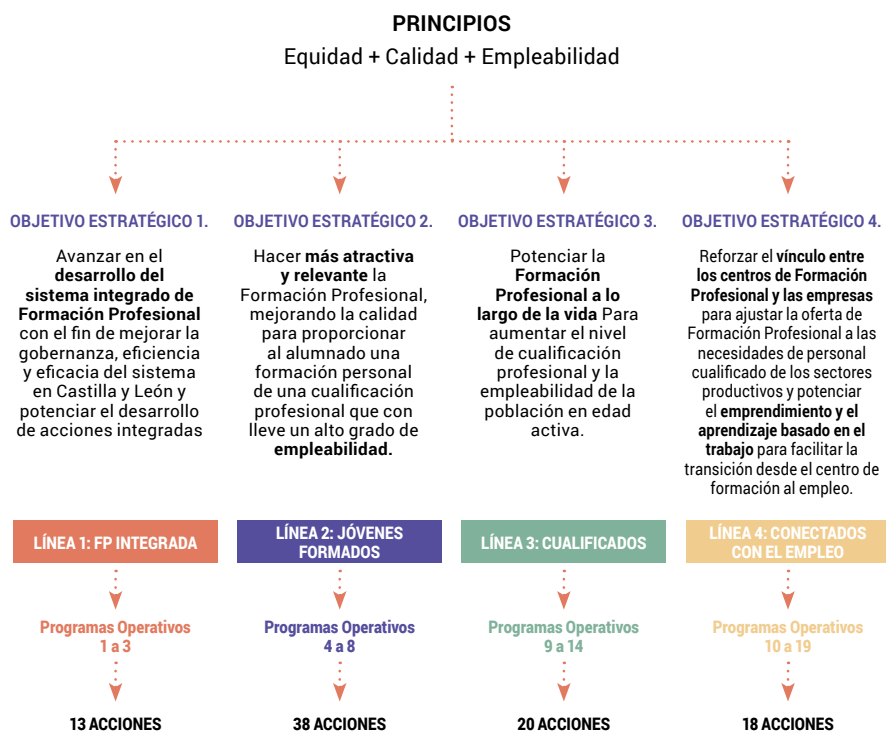 PRINCIPIOS
Equidad + Calidad + Empleabilidad
OBJETIVO ESTRATÉGICO 1.
Avanzar en el
desarrollo del
sistema integrado de
Formación Profesional
con el fin de mejorar la
gobernanza, eficiencia
y eficacia del sistema
en Castilla y León y
potenciar el desarrollo
de acciones integradas
OBJETIVO ESTRATÉGICO 2.
Hacer más atractiva
y relevante la
Formación Profesional,
mejorando la calidad
para proporcionar
al alumnado una
formación personal
de una cualificación
profesional que con
lleve un alto grado de
empleabilidad.
OBJETIVO ESTRATÉGICO 3.
Potenciar la
Formación
Profesional a lo
largo de la vida Para
aumentar el nivel
de cualificación
profesional y la
empleabilidad de la
población en edad
activa.
OBJETIVO ESTRATÉGICO 4.
Reforzar el vínculo entre
los centros de Formación
Profesional y las empresas
para ajustar la oferta de
Formación Profesional a las
necesidades de personal
cualificado de los sectores
productivos y potenciar
el emprendimiento y el
aprendizaje basado en el
trabajo para facilitar la
transición desde el centro de
formación al empleo.
LÍNEA 1: FP INTEGRADA
LÍNEA 2: JÓVENES
FORMADOS
LÍNEA 3: CUALIFICADOS
LÍNEA 4: CONECTADOS
CON EL EMPLEO
Programas Operativos
1 a 3
Programas Operativos
4 a 8
Programas Operativos
9 a 14
Programas Operativos
10 a 19
13 ACCIONES
38 ACCIONES
20 ACCIONES
18 ACCIONES